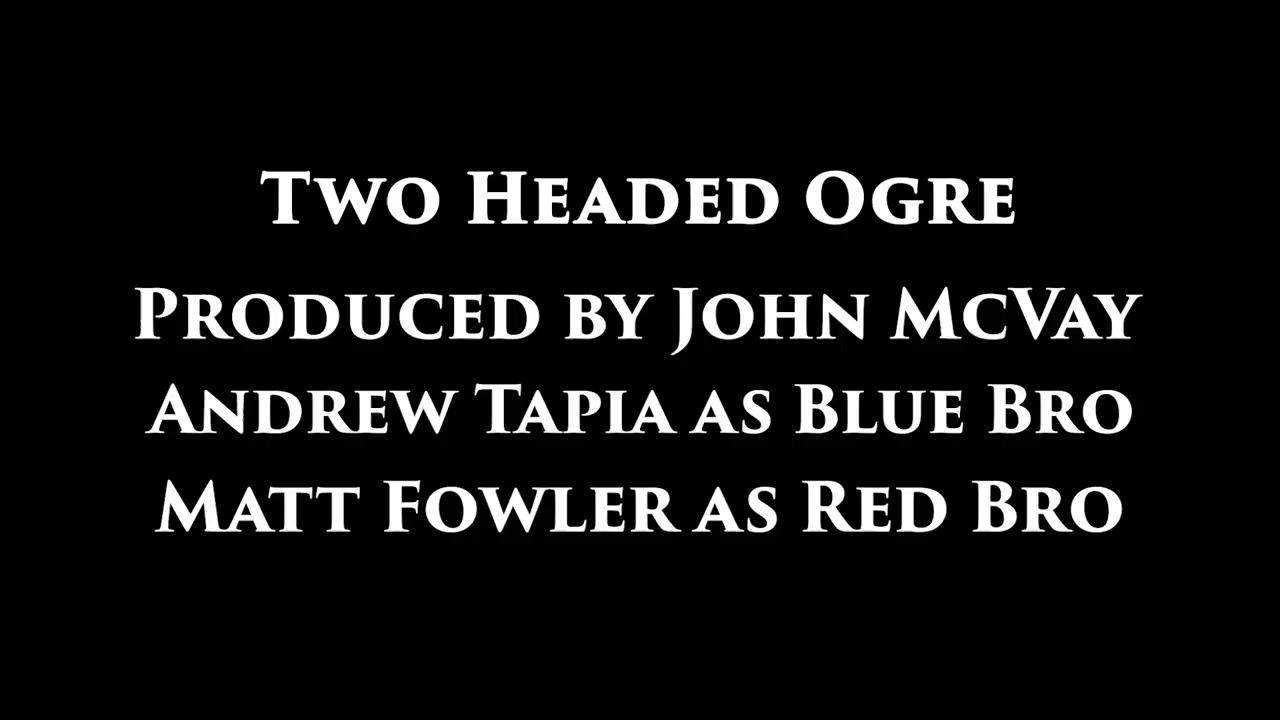 Two Headed Ogre
Produced by John McVay
Andrew Tapia as Blue Bro
Matt Fowler as Red Bro